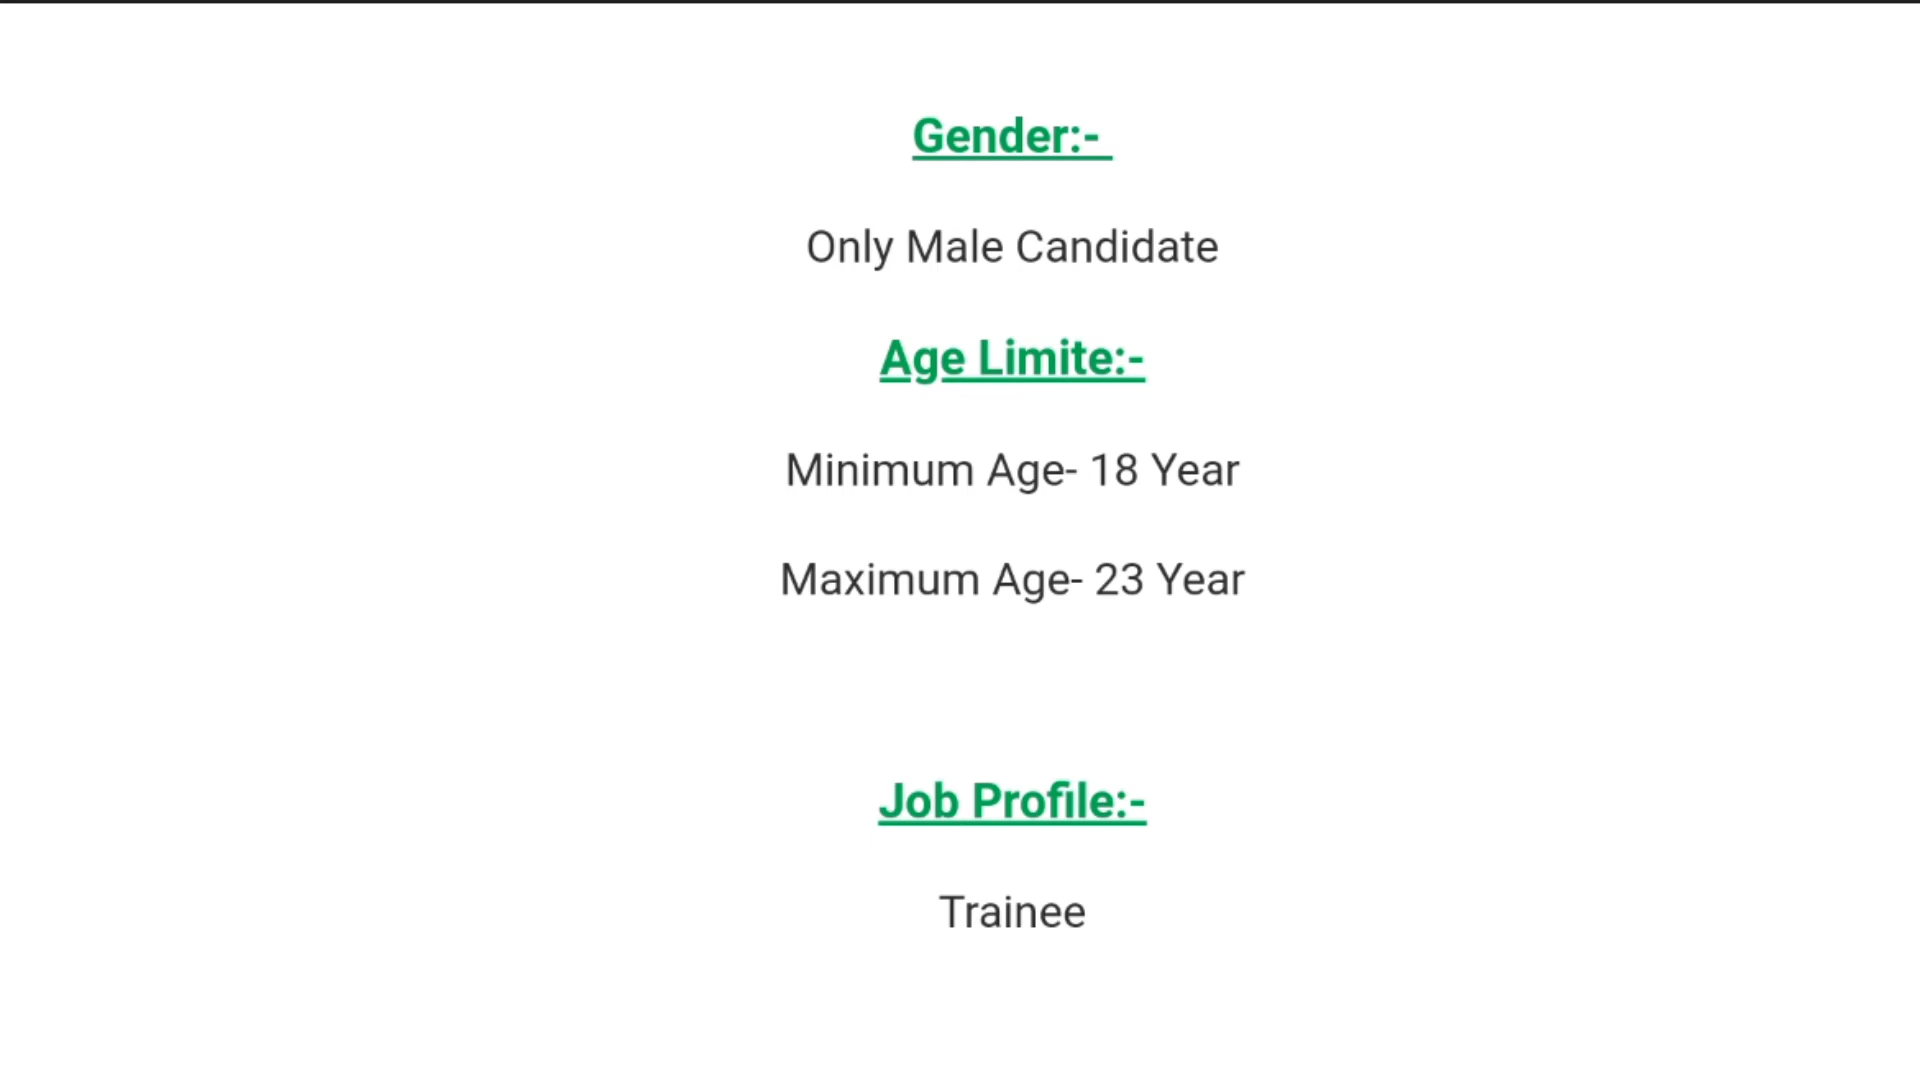 Gender:-
Only Male Candidate
Age Limite:-
Minimum Age- 18 Year
Maximum Age- 23 Year
Job Profile:-
Trainee